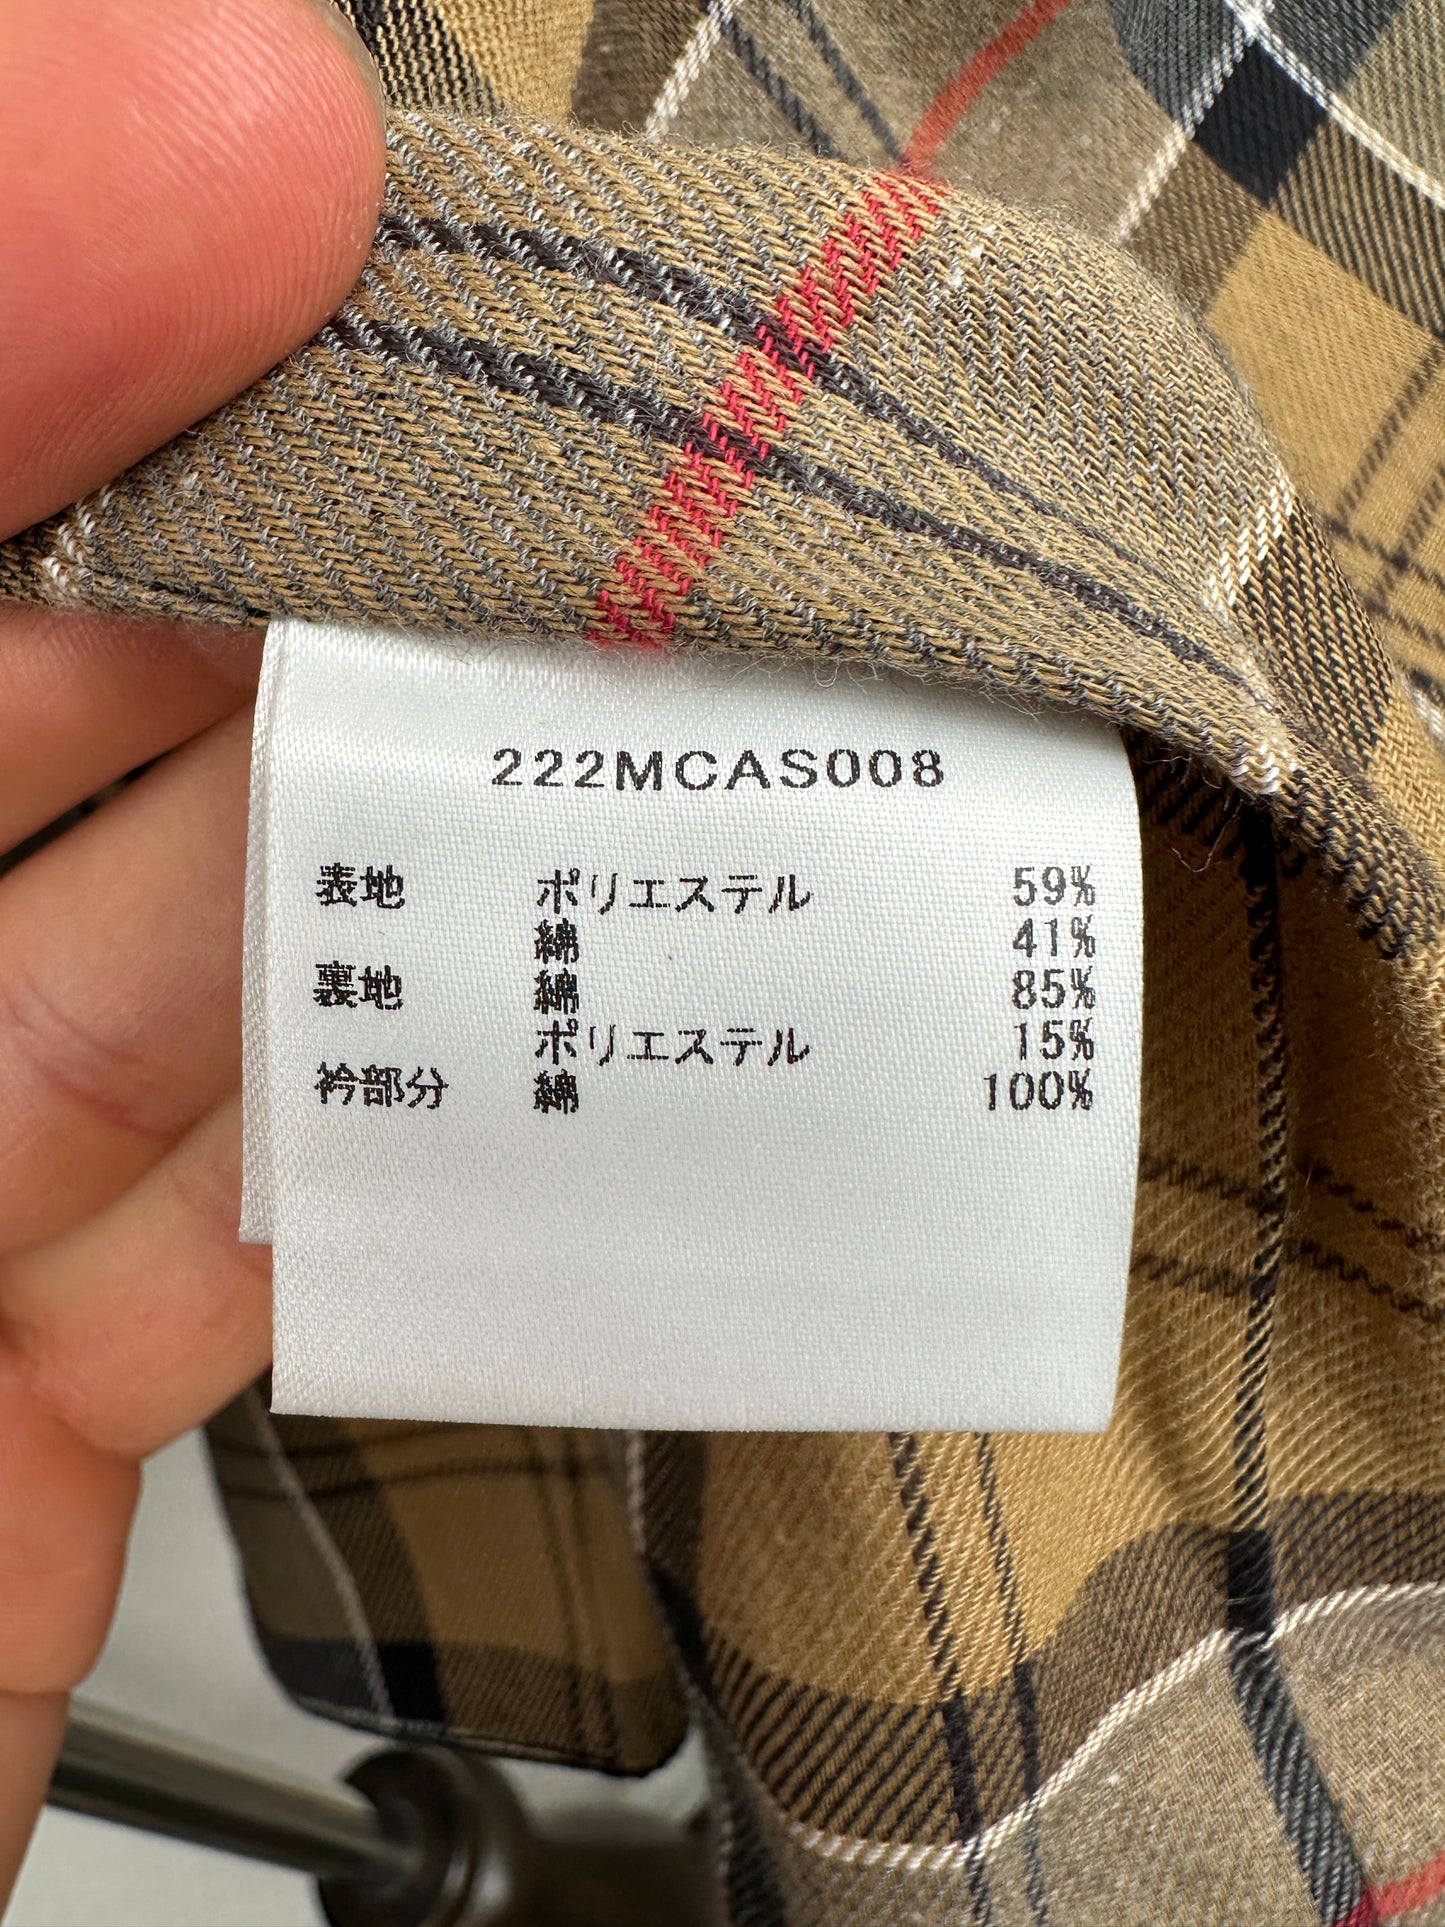 222MCAS008
表地 ポリエステル 59%
綿 41%
裏地 綿 85%
ポリエステル 15%
衿部分 綿 100%